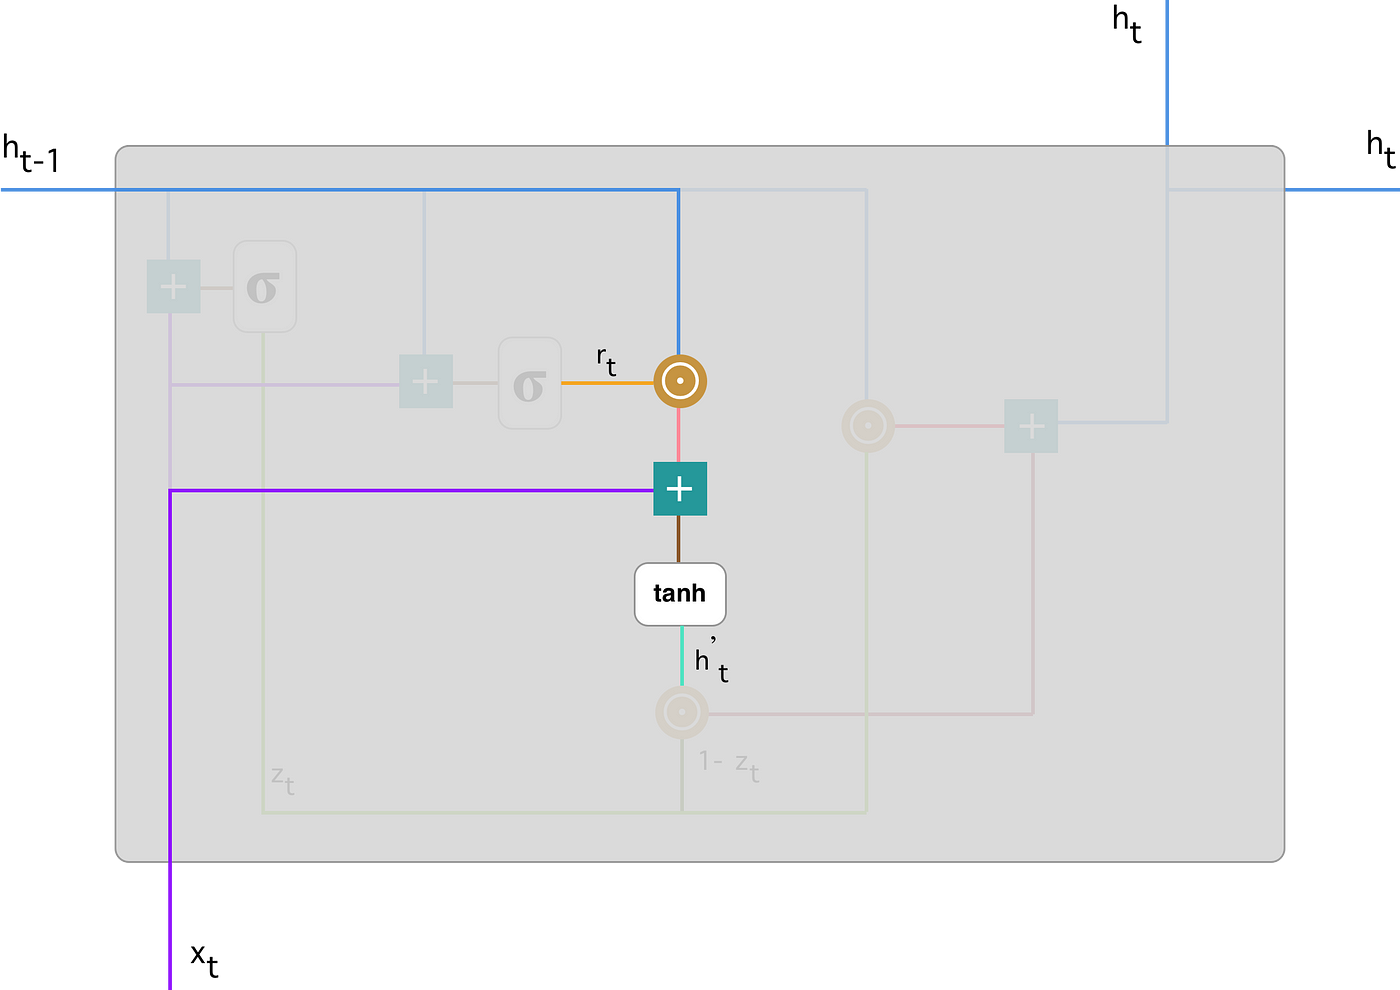 h_t
h_t-1
h_t
σ
r_t
σ
+
+
+
+
tanh
h'_t
1- z_t
z_t
x_t